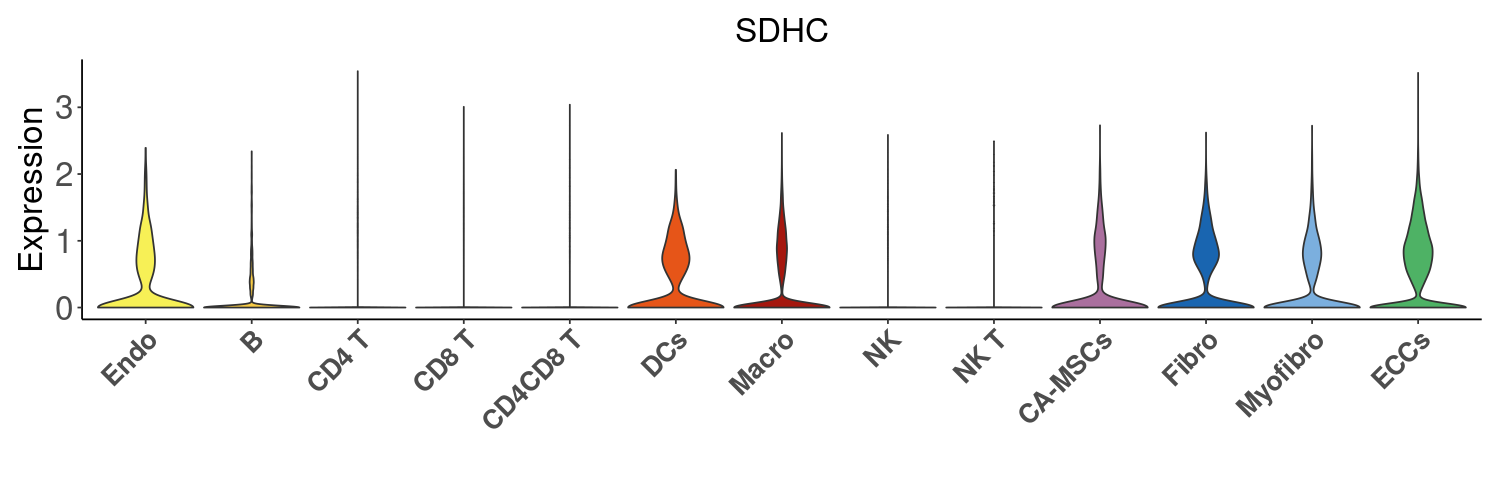 SDHC
Expression
3
2
1
0
Endo
B
CD4 T
CD8 T
CD4CD8 T
DCs
Macro
NK
NK T
CA-MSCs
Fibro
Myofibro
ECCs